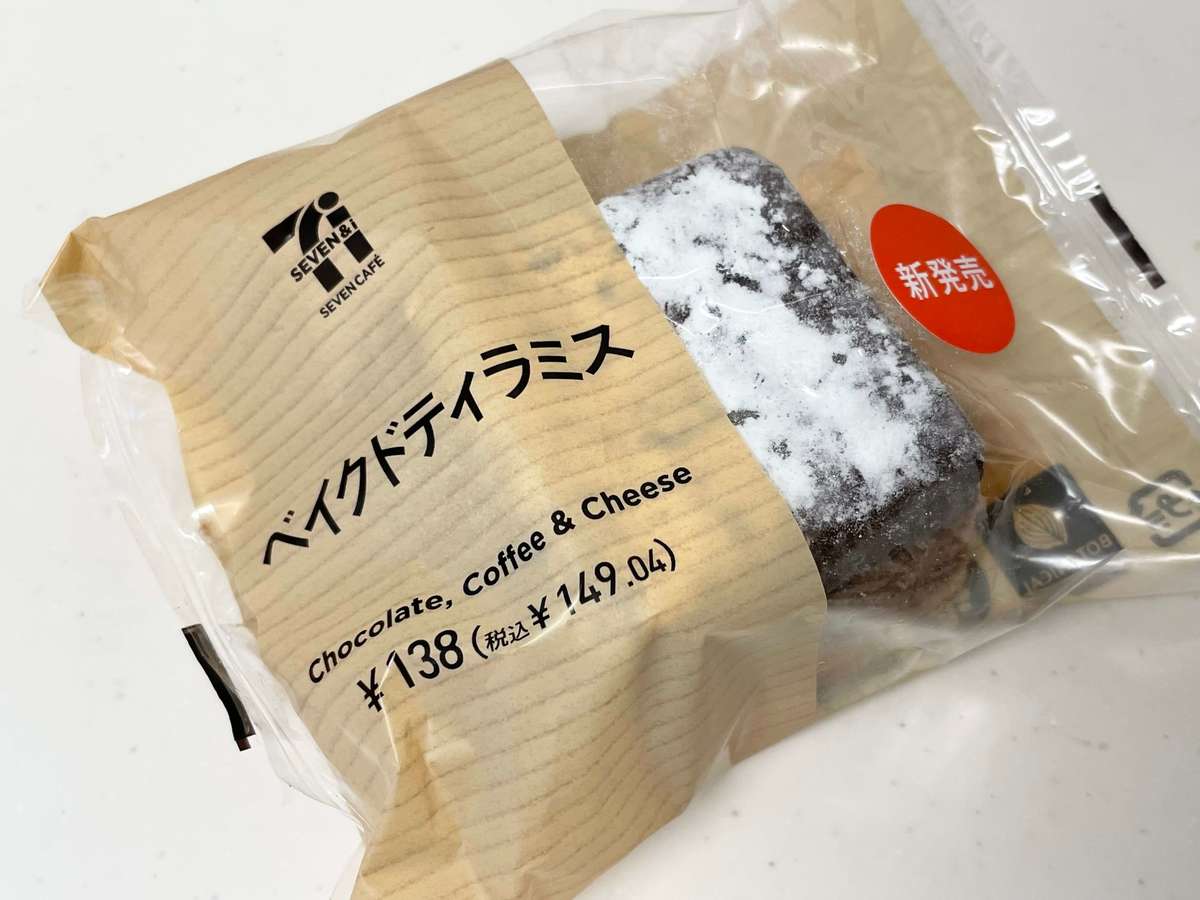 SEVEN&i
SEVEN CAFÉ
新発売
ベイクドティラミス
Chocolate, Coffee & Cheese
¥138(税込¥149.04)